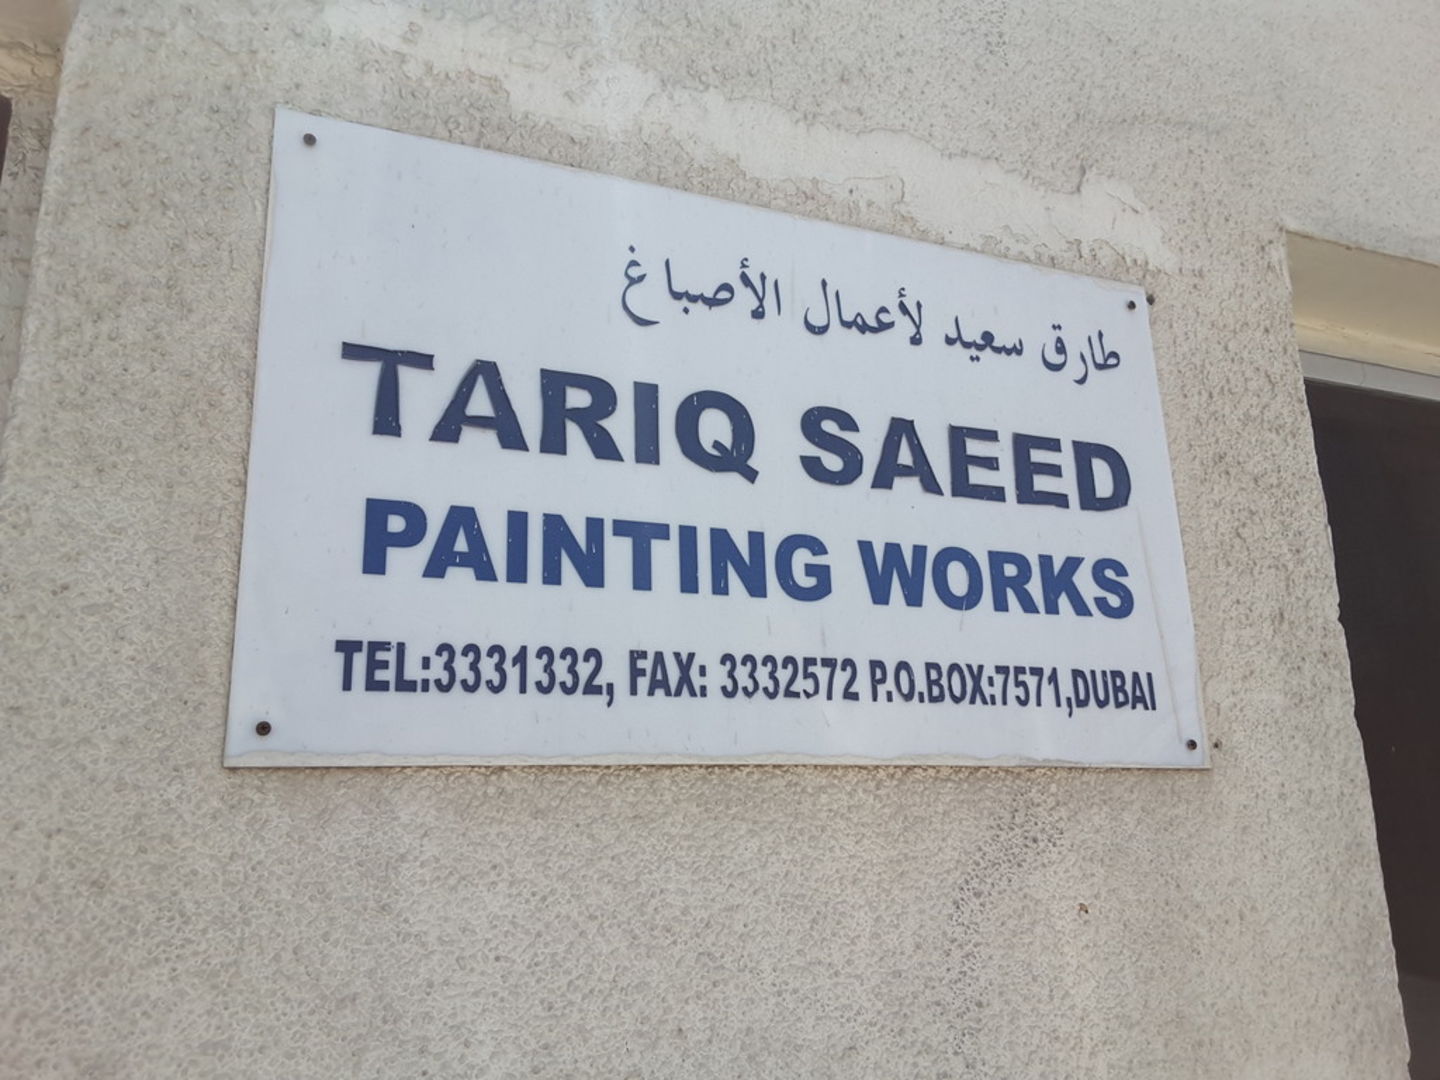 طارق سعيد لأعمال الأصباغ
TARIQ SAEED
PAINTING WORKS
TEL:3331332, FAX: 3332572 P.O.BOX:7571,DUBAI